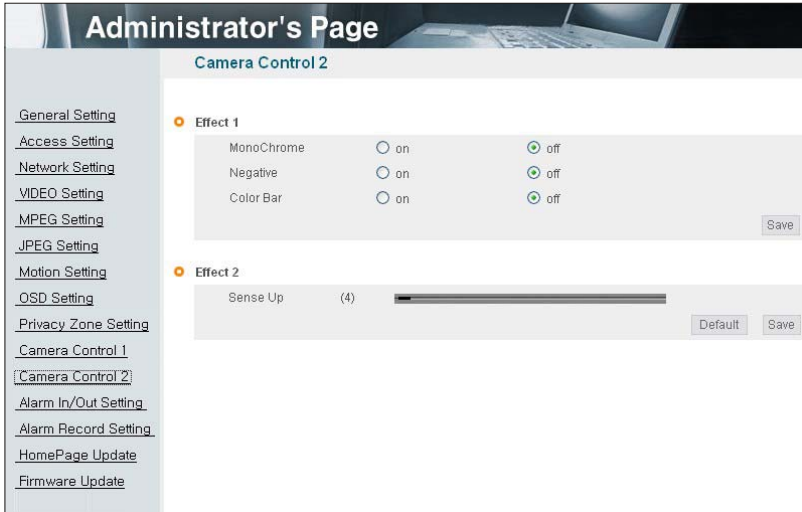 Administrator's Page
Camera Control 2
General Setting
Access Setting
Network Setting
VIDEO Setting
MPEG Setting
JPEG Setting
Motion Setting
OSD Setting
Privacy Zone Setting
Camera Control 1
Camera Control 2
Alarm In/Out Setting
Alarm Record Setting
HomePage Update
Firmware Update
Effect 1
MonoChrome on off
Negative on off
Color Bar on off
Save
Effect 2
Sense Up (4)
Default Save